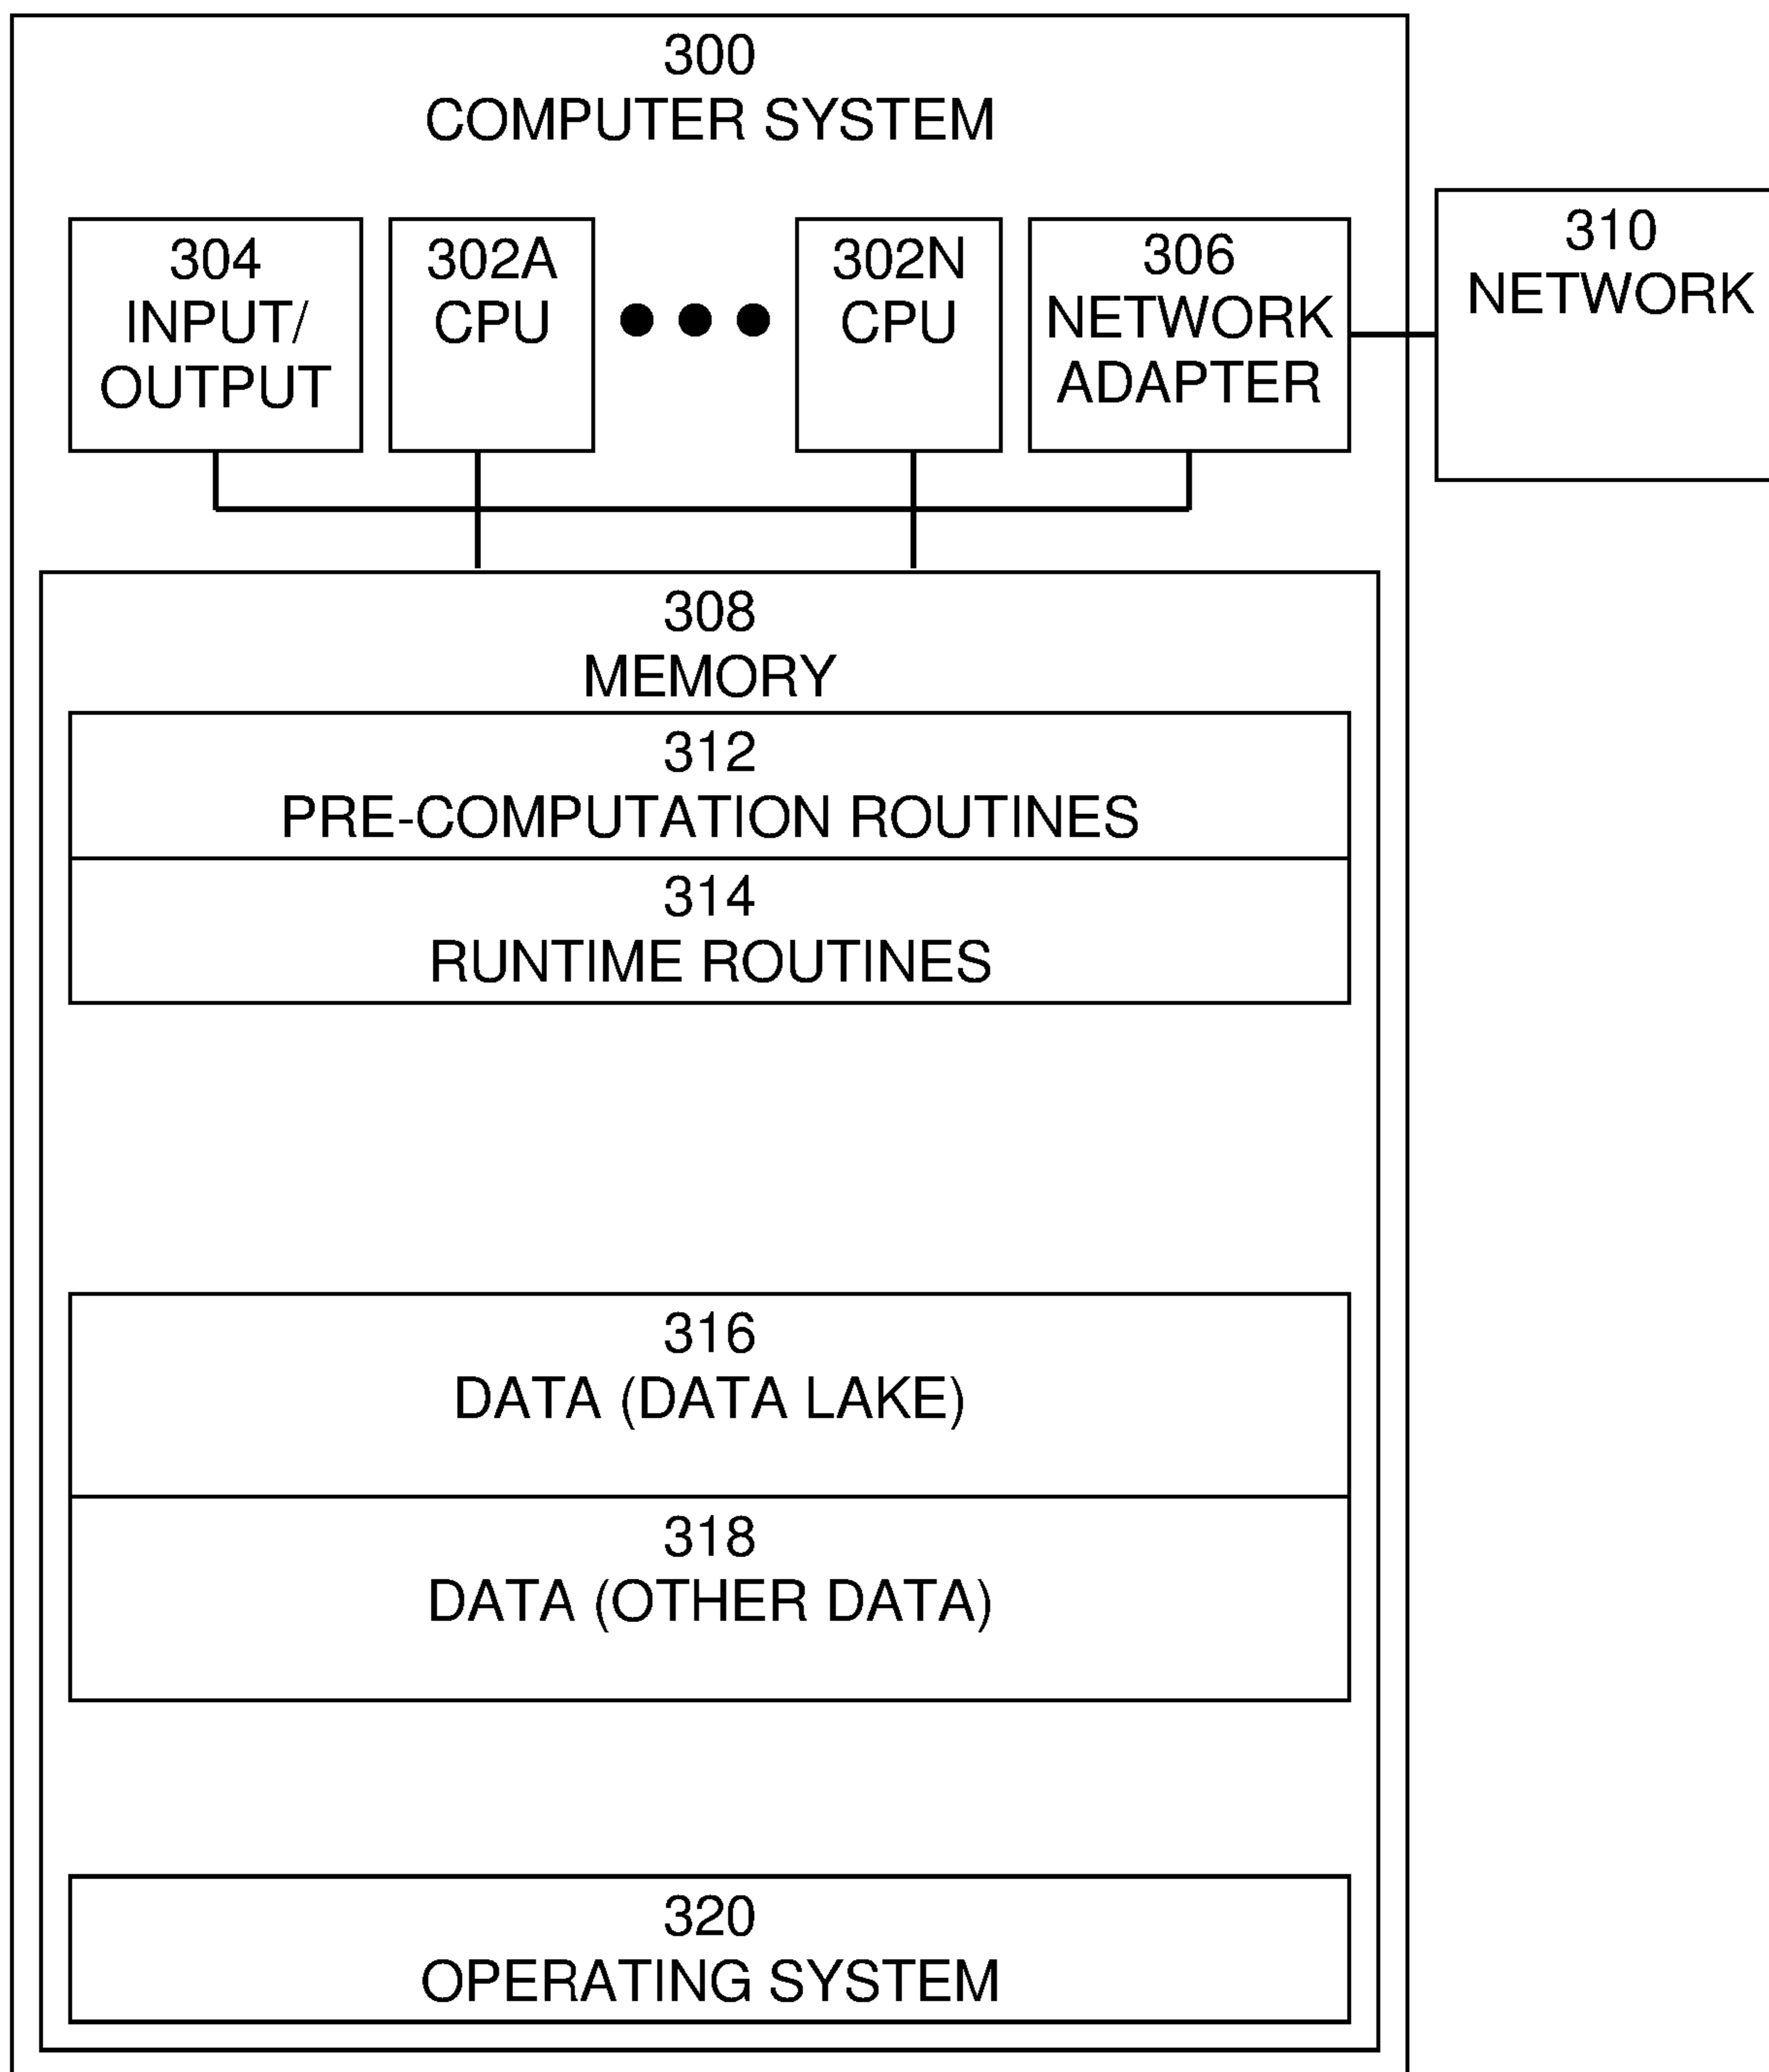 300
COMPUTER SYSTEM
304
INPUT/
OUTPUT
302A
CPU
302N
CPU
306
NETWORK
ADAPTER
310
NETWORK
308
MEMORY
312
PRE-COMPUTATION ROUTINES
314
RUNTIME ROUTINES
316
DATA (DATA LAKE)
318
DATA (OTHER DATA)
320
OPERATING SYSTEM